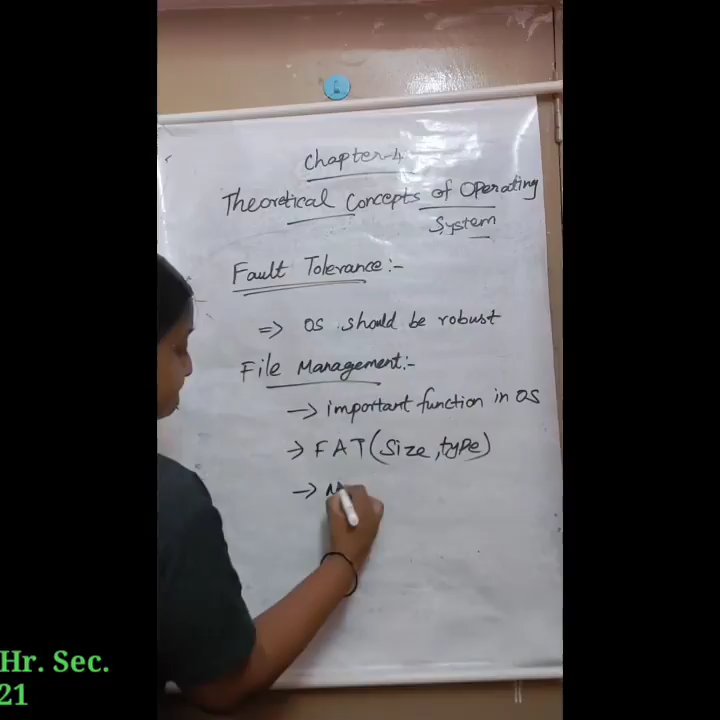 Chapter-4
Theoretical Concepts of Operating
System
Fault Tolerance:-
=> OS should be robust
File Management:-
-> important function in OS
-> FAT(Size,type)
->
Hr. Sec.
21